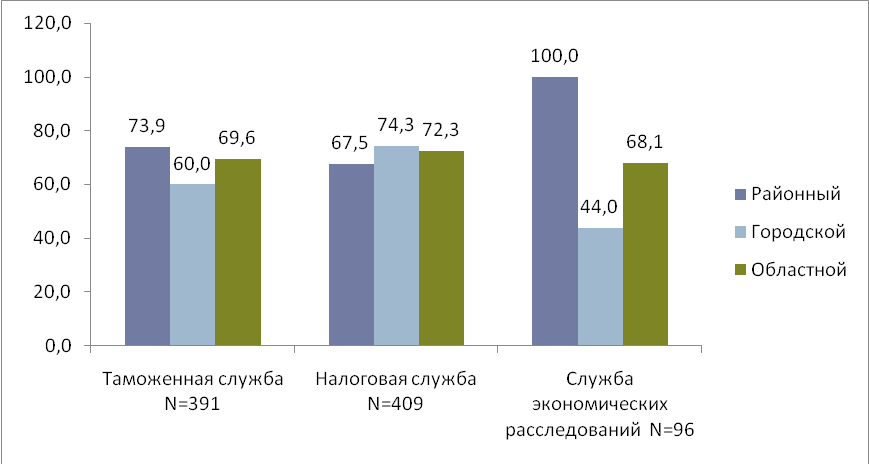 120,0
100,0
80,0
60,0
40,0
20,0
0,0
73,9
60,0
69,6
67,5
74,3
72,3
100,0
44,0
68,1
Таможенная служба
N=391
Налоговая служба
N=409
Служба
экономических
расследований N=96
Районный
Городской
Областной